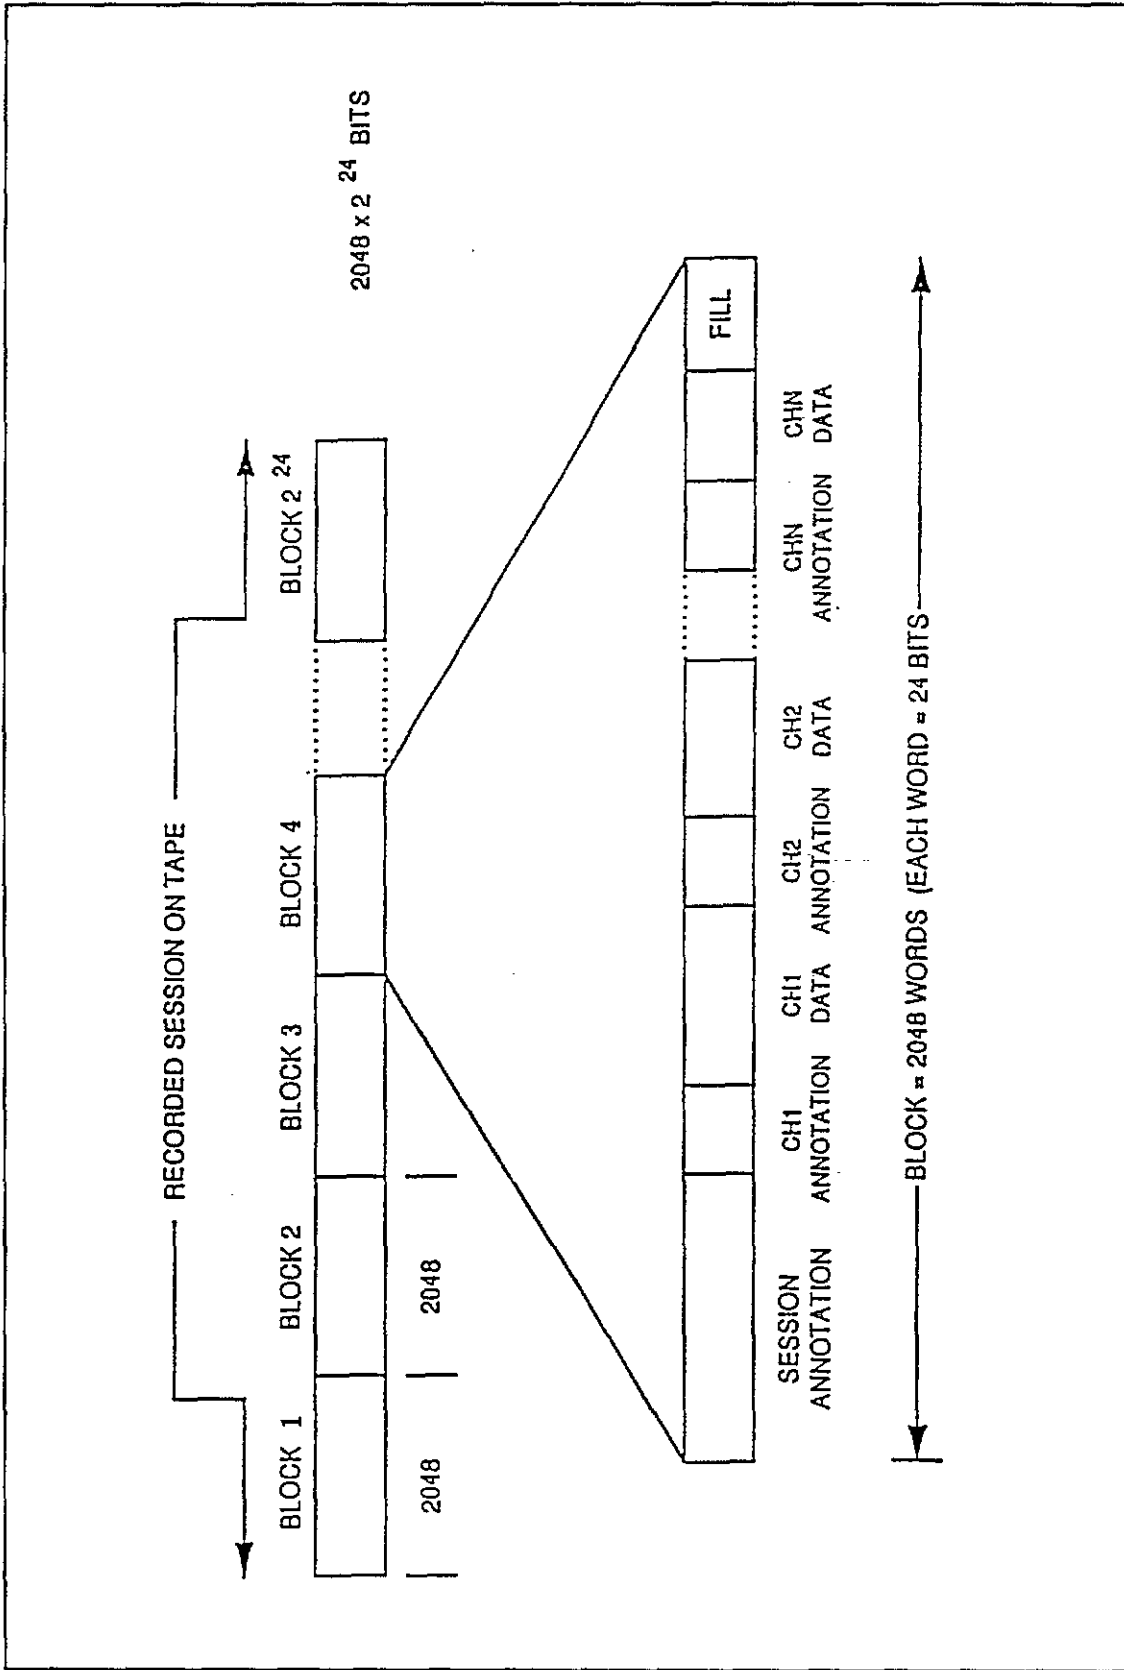 RECORDED SESSION ON TAPE
BLOCK 1 BLOCK 2 BLOCK 3 BLOCK 4 BLOCK 2 24
2048 x 2 24 BITS
2048 2048
FILL
SESSION ANNOTATION
CH1 ANNOTATION
CH1 DATA
CH2 ANNOTATION
CH2 DATA
CHN ANNOTATION
CHN DATA
BLOCK = 2048 WORDS (EACH WORD = 24 BITS